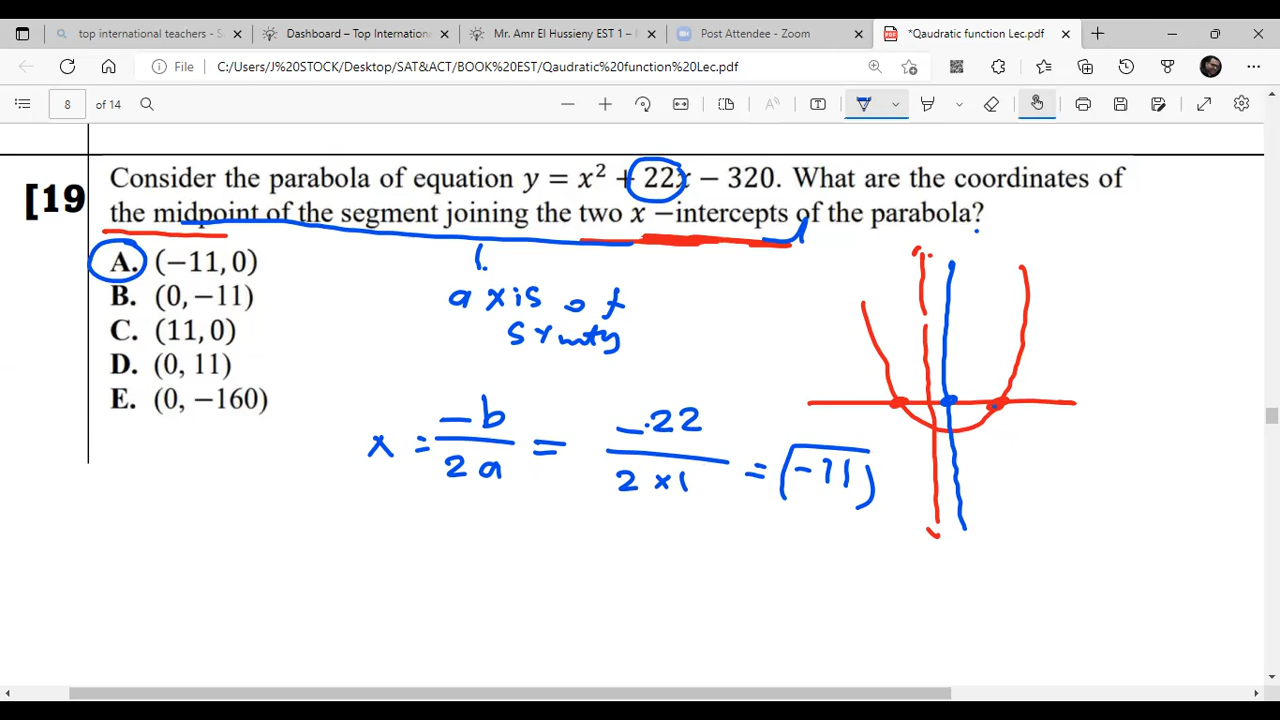 top international teachers - S
Dashboard – Top Internation
Mr. Amr El Hussieny EST 1 –
Post Attendee - Zoom
*Qaudratic function Lec.pdf
File
C:/Users/J%20STOCK/Desktop/SAT&ACT/BOOK%20EST/Qaudratic%20function%20Lec.pdf
8 of 14
[19
Consider the parabola of equation y = x² + 22x − 320. What are the coordinates of
the midpoint of the segment joining the two x −intercepts of the parabola?
A. (−11, 0)
B. (0, −11)
C. (11, 0)
D. (0, 11)
E. (0, −160)
axis of
symty
x = -b / 2a = -22 / 2 x 1 = -11